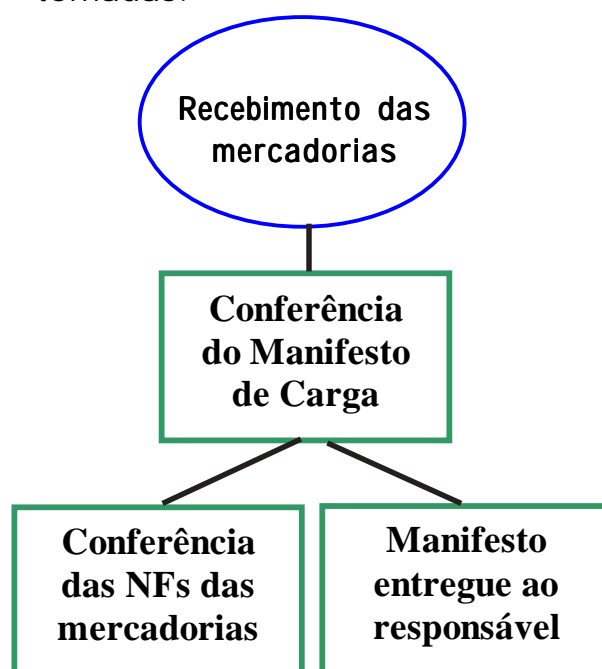 Recebimento das
mercadorias
Conferência
do Manifesto
de Carga
Conferência
das NFs das
mercadorias
Manifesto
entregue ao
responsável